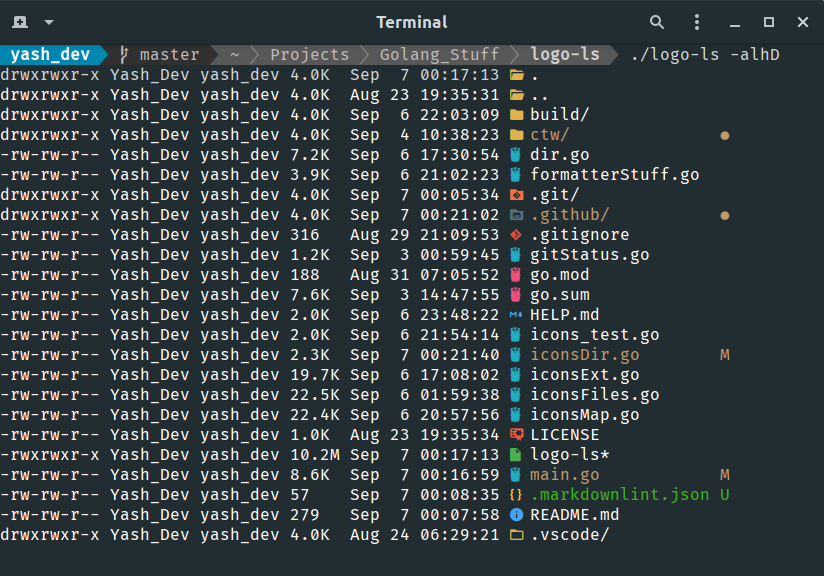 Terminal
yash_dev master ~ Projects Golang_Stuff logo-ls ./logo-ls -alhD
drwxrwxr-x Yash_Dev yash_dev 4.0K Sep 7 00:17:13 .
drwxrwxr-x Yash_Dev yash_dev 4.0K Aug 23 19:35:31 ..
drwxrwxr-x Yash_Dev yash_dev 4.0K Sep 6 22:03:09 build/
drwxrwxr-x Yash_Dev yash_dev 4.0K Sep 4 10:38:23 ctw/ ●
-rw-rw-r-- Yash_Dev yash_dev 7.2K Sep 6 17:30:54 dir.go
-rw-rw-r-- Yash_Dev yash_dev 3.9K Sep 6 21:02:23 formatterStuff.go
drwxrwxr-x Yash_Dev yash_dev 4.0K Sep 7 00:05:34 .git/
drwxrwxr-x Yash_Dev yash_dev 4.0K Sep 7 00:21:02 .github/ ●
-rw-rw-r-- Yash_Dev yash_dev 316 Aug 29 21:09:53 .gitignore
-rw-rw-r-- Yash_Dev yash_dev 1.2K Sep 3 00:59:45 gitStatus.go
-rw-rw-r-- Yash_Dev yash_dev 188 Aug 31 07:05:52 go.mod
-rw-rw-r-- Yash_Dev yash_dev 7.6K Sep 3 14:47:55 go.sum
-rw-rw-r-- Yash_Dev yash_dev 2.0K Sep 6 23:48:22 HELP.md
-rw-rw-r-- Yash_Dev yash_dev 2.0K Sep 6 21:54:14 icons_test.go
-rw-rw-r-- Yash_Dev yash_dev 2.3K Sep 7 00:21:40 iconsDir.go M
-rw-rw-r-- Yash_Dev yash_dev 19.7K Sep 6 17:08:02 iconsExt.go
-rw-rw-r-- Yash_Dev yash_dev 22.5K Sep 6 01:59:38 iconsFiles.go
-rw-rw-r-- Yash_Dev yash_dev 22.4K Sep 6 20:57:56 iconsMap.go
-rw-rw-r-- Yash_Dev yash_dev 1.0K Aug 23 19:35:34 LICENSE
-rwxrwxr-x Yash_Dev yash_dev 10.2M Sep 7 00:17:13 logo-ls*
-rw-rw-r-- Yash_Dev yash_dev 8.6K Sep 7 00:16:59 main.go M
-rw-rw-r-- Yash_Dev yash_dev 57 Sep 7 00:08:35 .markdownlint.json U
-rw-rw-r-- Yash_Dev yash_dev 279 Sep 7 00:07:58 README.md
drwxrwxr-x Yash_Dev yash_dev 4.0K Aug 24 06:29:21 .vscode/